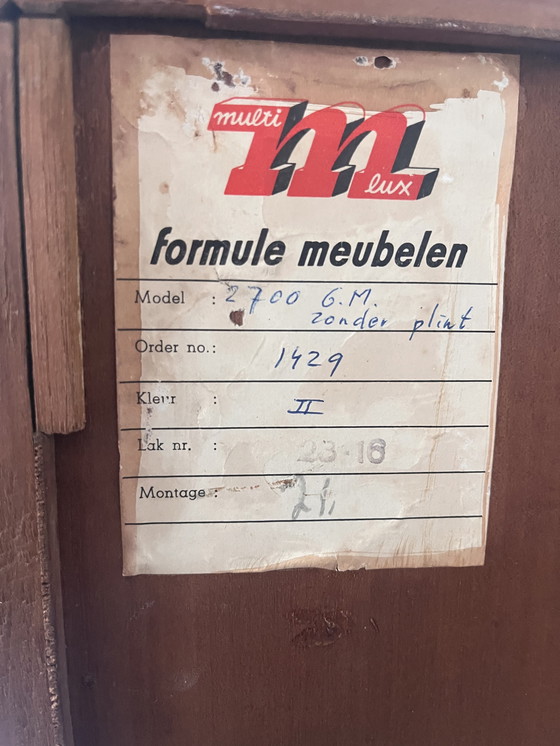 multi
M
lux
formule meubelen
Model : 2700 G.M.
zonder plint
Order no.: 1429
Kleur : II
Lak nr. : 23-16
Montage :